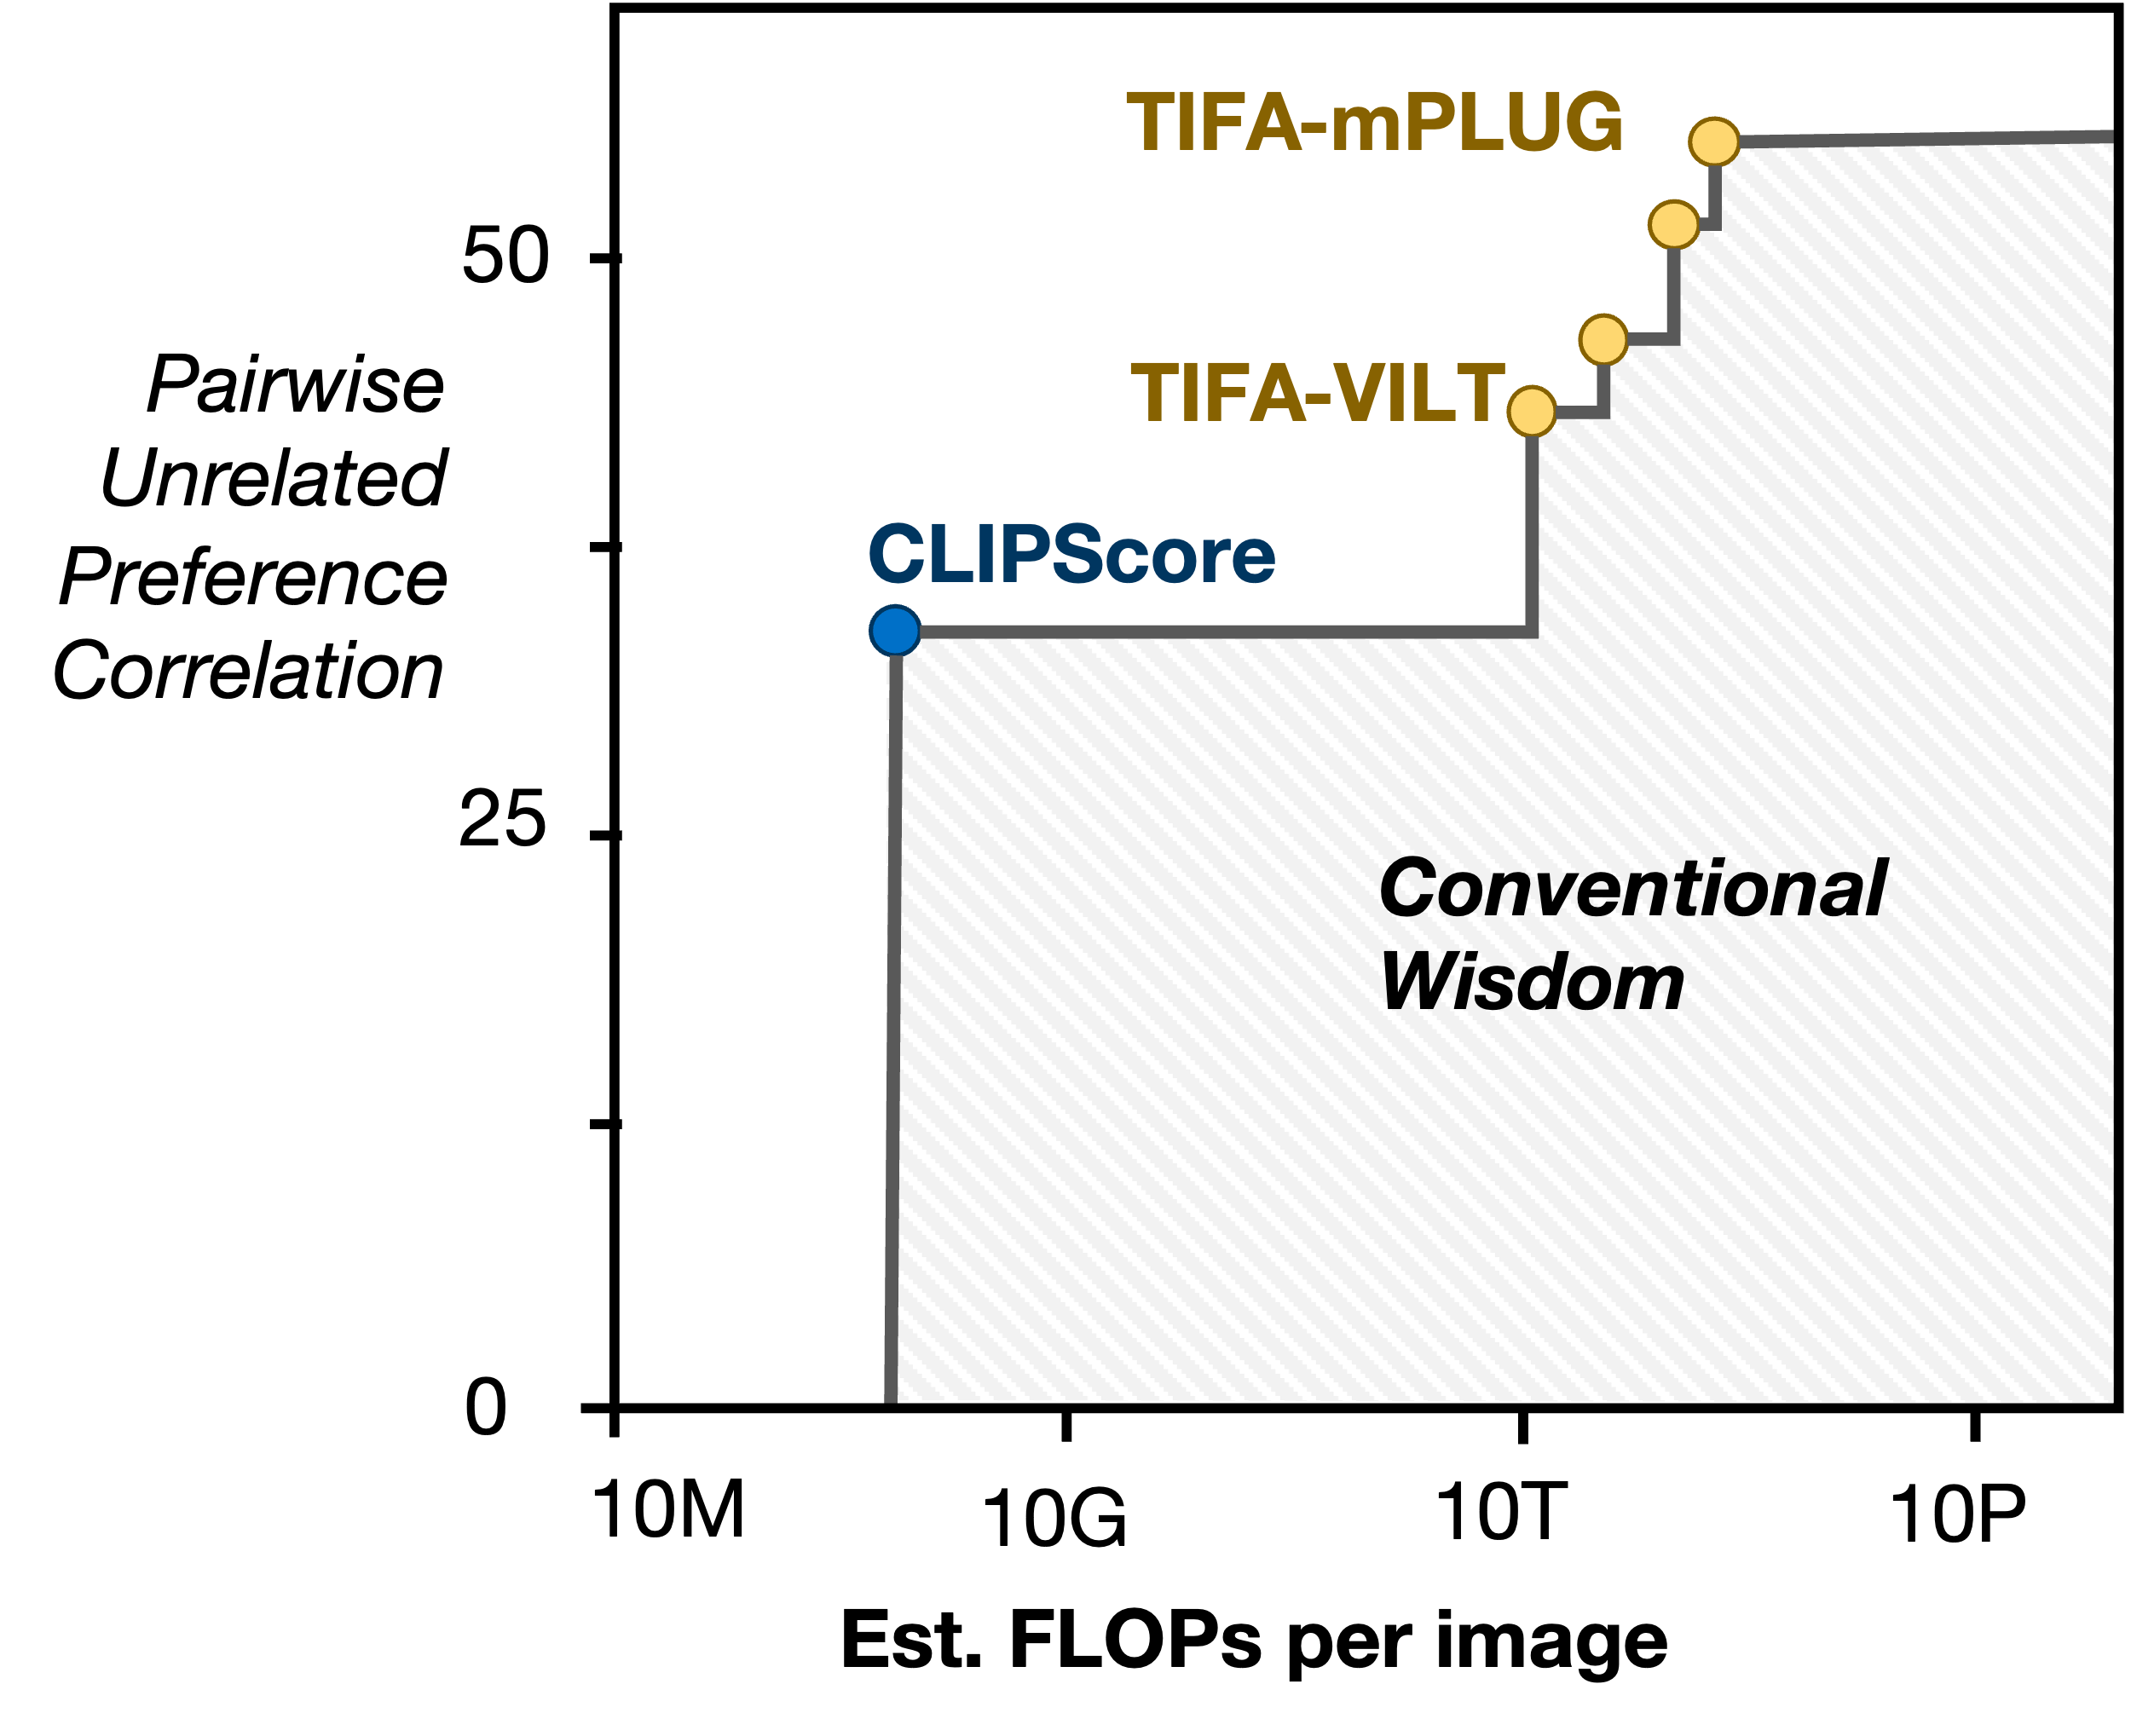 TIFA-mPLUG
50
Pairwise
Unrelated
Preference
Correlation
TIFA-VILT
CLIPScore
25
Conventional
Wisdom
0
10M
10G
10T
10P
Est. FLOPs per image